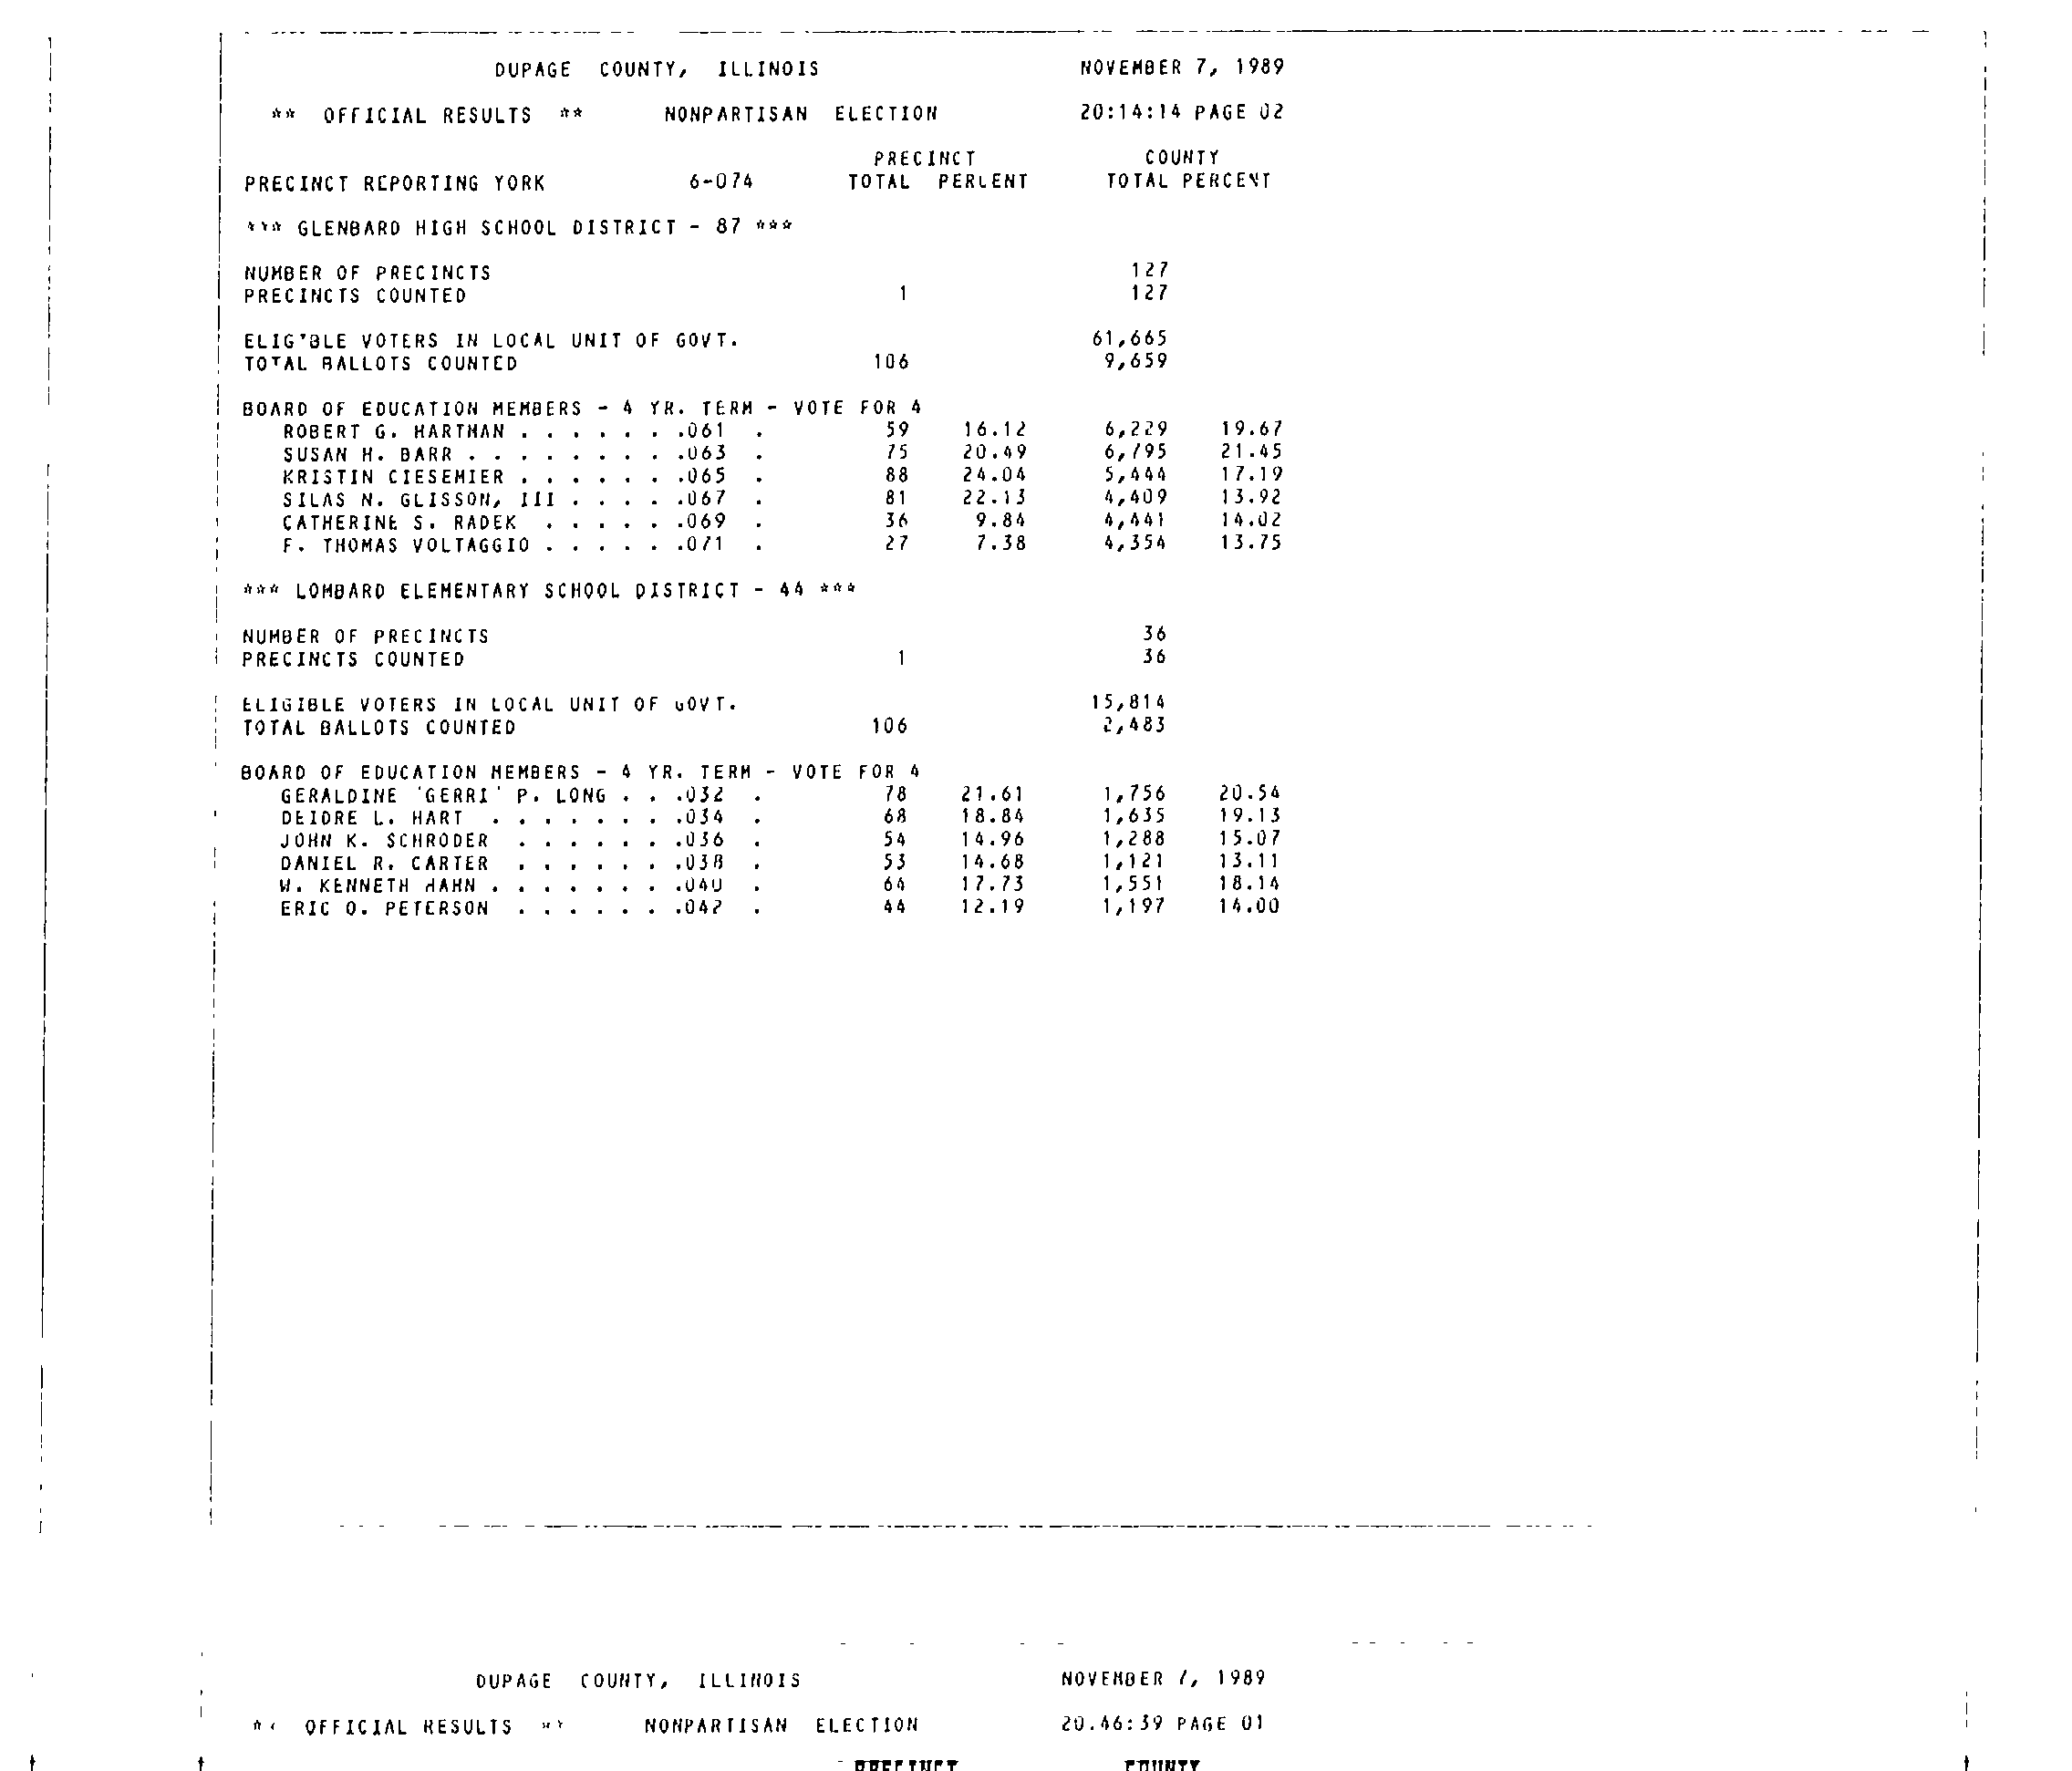 DUPAGE COUNTY, ILLINOIS NOVEMBER 7, 1989
** OFFICIAL RESULTS ** NONPARTISAN ELECTION 20:14:14 PAGE 02
PRECINCT COUNTY
PRECINCT REPORTING YORK 6-074 TOTAL PERCENT TOTAL PERCENT
*** GLENBARD HIGH SCHOOL DISTRICT - 87 ***
NUMBER OF PRECINCTS 127
PRECINCTS COUNTED 1 127
ELIGIBLE VOTERS IN LOCAL UNIT OF GOVT. 61,665
TOTAL BALLOTS COUNTED 106 9,659
BOARD OF EDUCATION MEMBERS - 4 YR. TERM - VOTE FOR 4
ROBERT G. HARTMAN . . . . . . .061 . 59 16.12 6,229 19.67
SUSAN H. BARR . . . . . . . . .063 . 75 20.49 6,795 21.45
KRISTIN CIESEMIER . . . . . . .065 . 88 24.04 5,444 17.19
SILAS N. GLISSON, III . . . . .067 . 81 22.13 4,409 13.92
CATHERINE S. RADEK . . . . . .069 . 36 9.84 4,441 14.02
F. THOMAS VOLTAGGIO . . . . . .071 . 27 7.38 4,354 13.75
*** LOMBARD ELEMENTARY SCHOOL DISTRICT - 44 ***
NUMBER OF PRECINCTS 36
PRECINCTS COUNTED 1 36
ELIGIBLE VOTERS IN LOCAL UNIT OF GOVT. 15,814
TOTAL BALLOTS COUNTED 106 2,483
BOARD OF EDUCATION MEMBERS - 4 YR. TERM - VOTE FOR 4
GERALDINE 'GERRI' P. LONG . . .032 . 78 21.61 1,756 20.54
DEIDRE L. HART . . . . . . . .034 . 68 18.84 1,635 19.13
JOHN K. SCHRODER . . . . . . .036 . 54 14.96 1,288 15.07
DANIEL R. CARTER . . . . . . .038 . 53 14.68 1,121 13.11
W. KENNETH HAHN . . . . . . . .040 . 64 17.73 1,551 18.14
ERIC O. PETERSON . . . . . . .042 . 44 12.19 1,197 14.00
DUPAGE COUNTY, ILLINOIS NOVEMBER 7, 1989
** OFFICIAL RESULTS ** NONPARTISAN ELECTION 20.46:39 PAGE 01
PRECINCT COUNTY